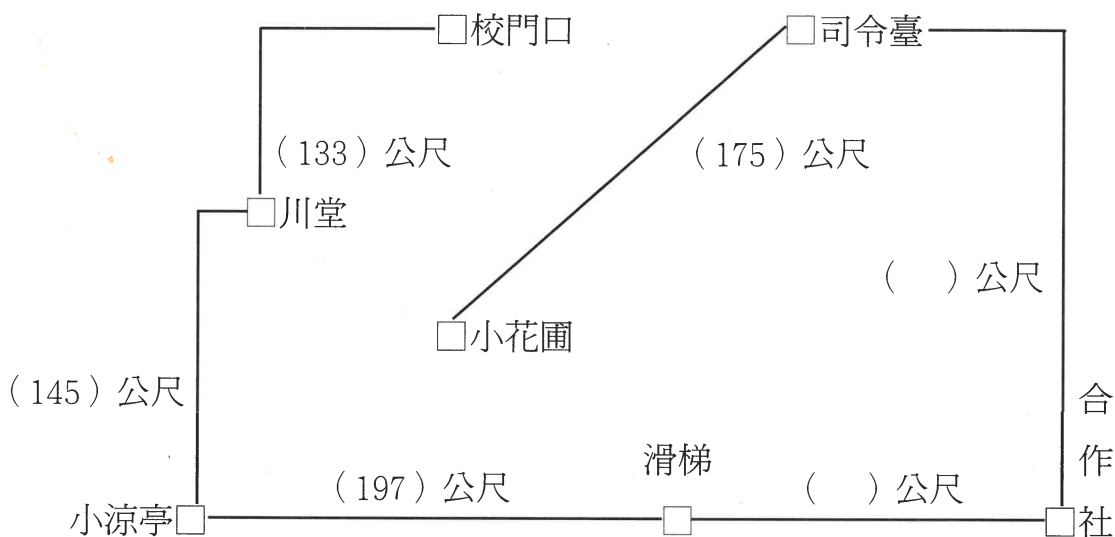 □校門口
□司令臺
（133）公尺
（175）公尺
□川堂
（　）公尺
□小花圃
（145）公尺
合作社□
滑梯□
（197）公尺
（　）公尺
小涼亭□